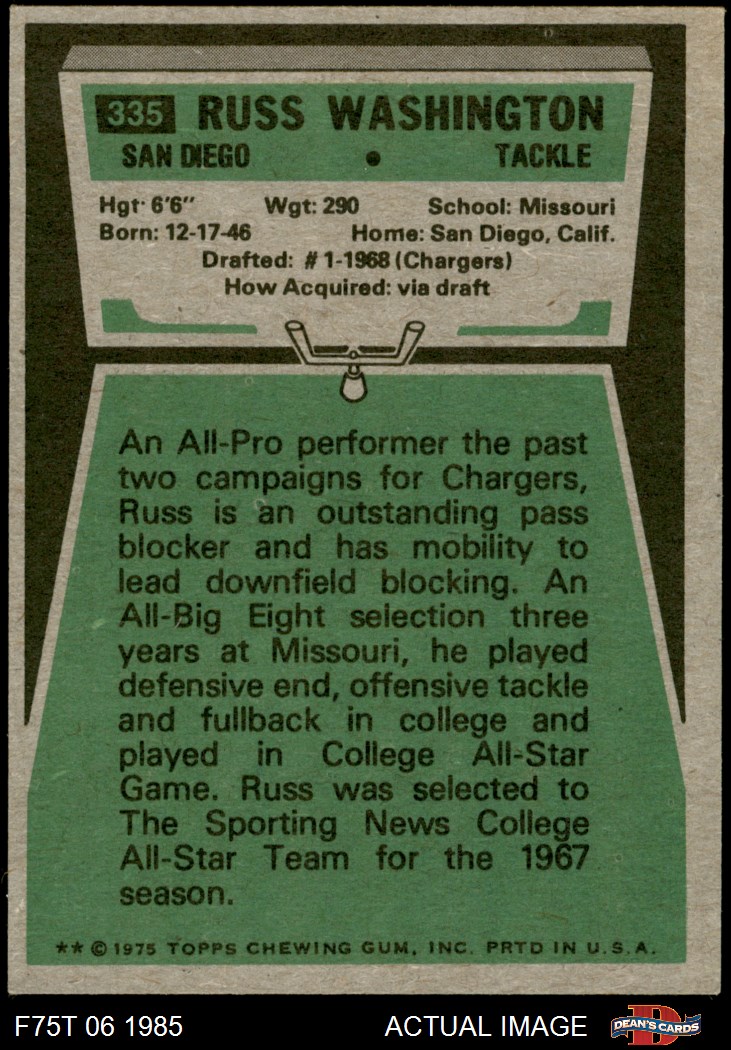 335 RUSS WASHINGTON
SAN DIEGO • TACKLE
Hgt: 6'6" Wgt: 290 School: Missouri
Born: 12-17-46 Home: San Diego, Calif.
Drafted: #1-1968 (Chargers)
How Acquired: via draft
An All-Pro performer the past
two campaigns for Chargers,
Russ is an outstanding pass
blocker and has mobility to
lead downfield blocking. An
All-Big Eight selection three
years at Missouri, he played
defensive end, offensive tackle
and fullback in college and
played in College All-Star
Game. Russ was selected to
The Sporting News College
All-Star Team for the 1967
season.
** © 1975 TOPPS CHEWING GUM, INC. PRTD IN U.S.A.
F75T 06 1985 ACTUAL IMAGE D DEAN'S CARDS